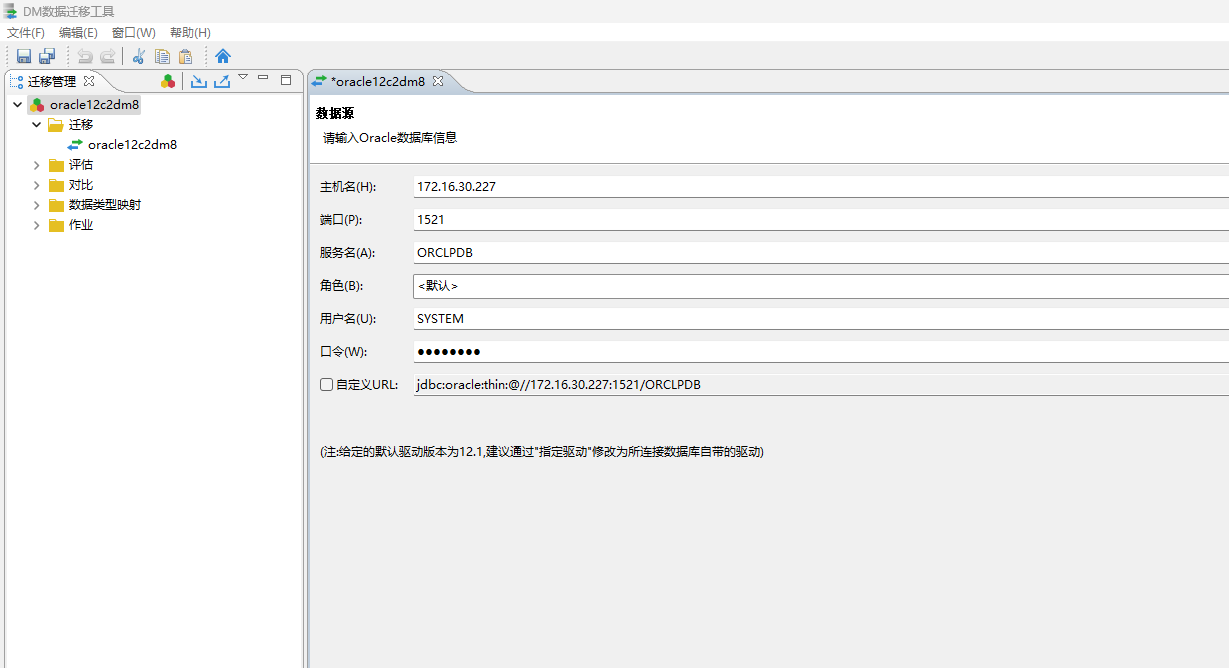 DM数据迁移工具
文件(F) 编辑(E) 窗口(W) 帮助(H)
迁移管理
oracle12c2dm8
迁移
oracle12c2dm8
评估
对比
数据类型映射
作业
*oracle12c2dm8
数据源
请输入Oracle数据库信息
主机名(H): 172.16.30.227
端口(P): 1521
服务名(A): ORCLPDB
角色(B): <默认>
用户名(U): SYSTEM
口令(W): ●●●●●●●●
自定义URL: jdbc:oracle:thin:@//172.16.30.227:1521/ORCLPDB
(注:给定的默认驱动版本为12.1,建议通过"指定驱动"修改为所连接数据库自带的驱动)